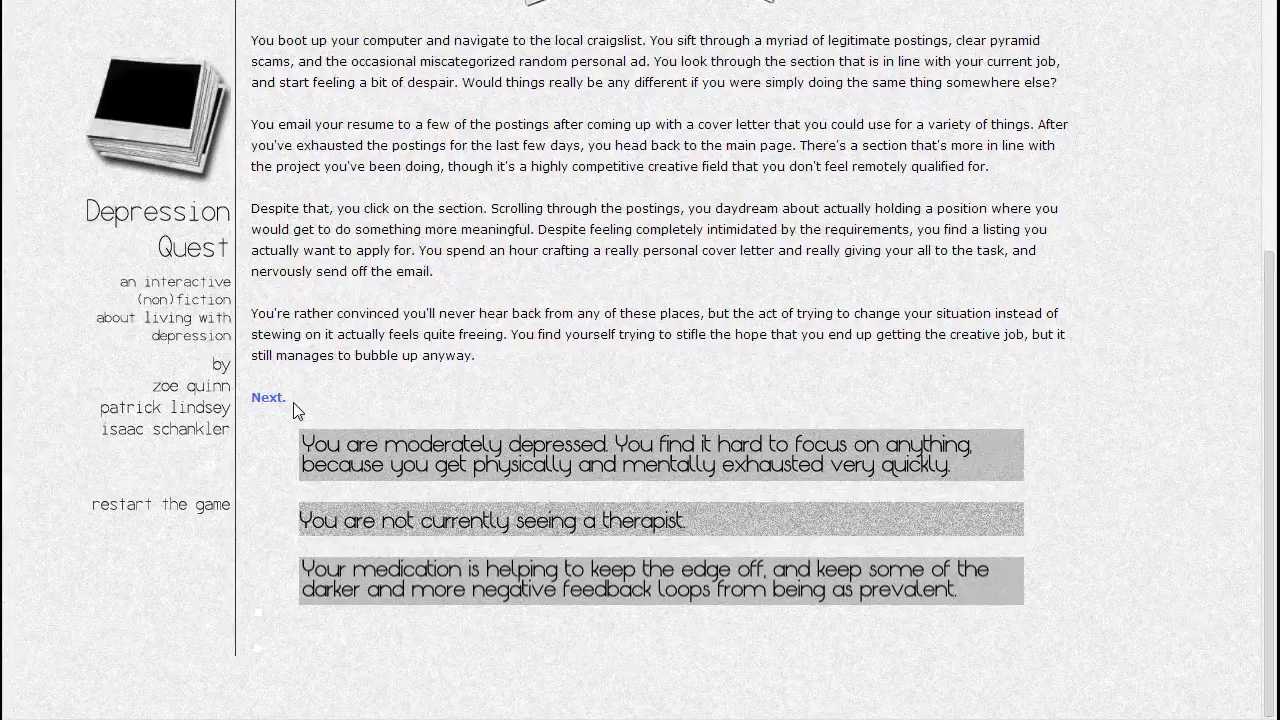 You boot up your computer and navigate to the local craigslist. You sift through a myriad of legitimate postings, clear pyramid
scams, and the occasional miscategorized random personal ad. You look through the section that is in line with your current job,
and start feeling a bit of despair. Would things really be any different if you were simply doing the same thing somewhere else?
You email your resume to a few of the postings after coming up with a cover letter that you could use for a variety of things. After
you've exhausted the postings for the last few days, you head back to the main page. There's a section that's more in line with
the project you've been doing, though it's a highly competitive creative field that you don't feel remotely qualified for.
Despite that, you click on the section. Scrolling through the postings, you daydream about actually holding a position where you
would get to do something more meaningful. Despite feeling completely intimidated by the requirements, you find a listing you
actually want to apply for. You spend an hour crafting a really personal cover letter and really giving your all to the task, and
nervously send off the email.
You're rather convinced you'll never hear back from any of these places, but the act of trying to change your situation instead of
stewing on it actually feels quite freeing. You find yourself trying to stifle the hope that you end up getting the creative job, but it
still manages to bubble up anyway.
Next.
You are moderately depressed. You find it hard to focus on anything,
because you get physically and mentally exhausted very quickly.
You are not currently seeing a therapist.
Your medication is helping to keep the edge off, and keep some of the
darker and more negative feedback loops from being as prevalent.
Depression
Quest
an interactive
(non)fiction
about living with
depression
by
zoe quinn
patrick lindsey
isaac schankler
restart the game